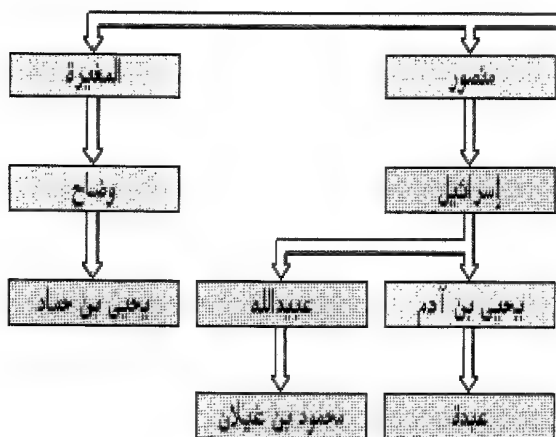 منصور
المغيرة
إسرائيل
وضاح
يحيى بن آدم
عبيدالله
يحيى بن حماد
عبدة
محمود بن غيلان